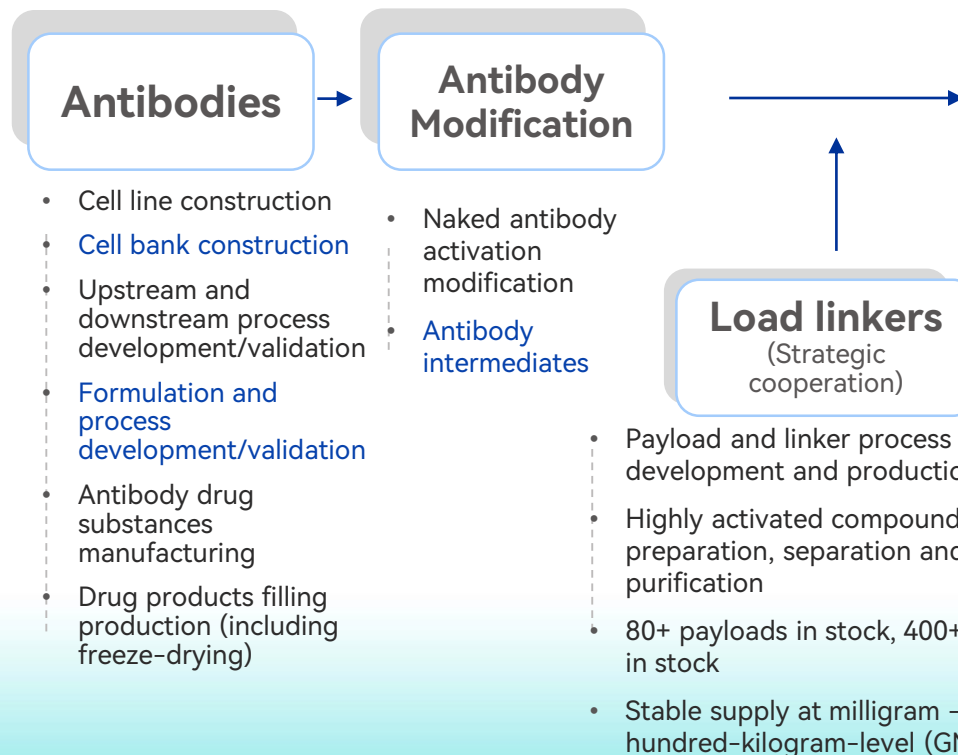 Antibodies
• Cell line construction
• Cell bank construction
• Upstream and
downstream process
development/validation
• Formulation and
process
development/validation
• Antibody drug
substances
manufacturing
• Drug products filling
production (including
freeze-drying)
Antibody
Modification
• Naked antibody
activation
modification
• Antibody
intermediates
Load linkers
(Strategic
cooperation)
• Payload and linker process
development and
• Highly activated
preparation, separation
purification
• 80+ payloads in stock, 400+
in stock
• Stable supply at milligram –
hundred-kilogram-level